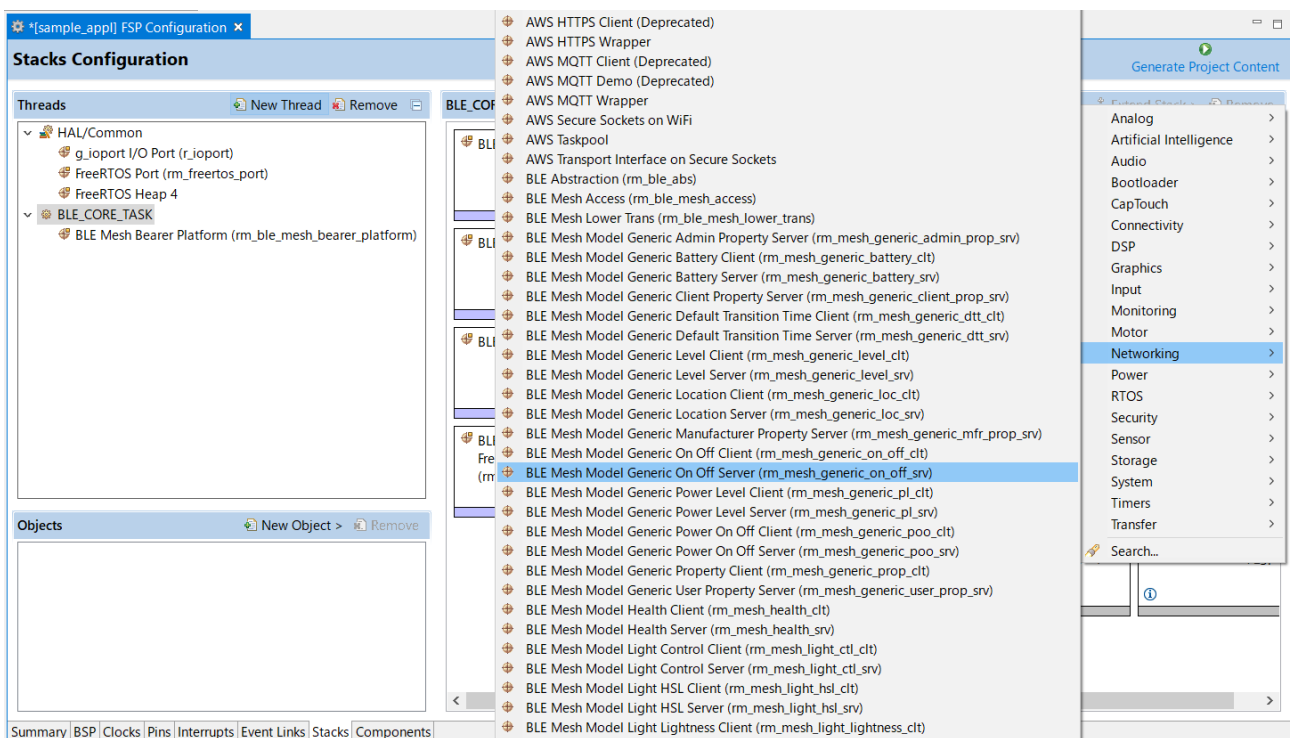 *[sample_appl] FSP Configuration
Stacks Configuration
Generate Project Content
Threads
New Thread
Remove
HAL/Common
g_ioport I/O Port (r_ioport)
FreeRTOS Port (rm_freertos_port)
FreeRTOS Heap 4
BLE_CORE_TASK
BLE Mesh Bearer Platform (rm_ble_mesh_bearer_platform)
Objects
New Object >
Remove
BLE_COR
BLE
BLE
BLE
BLE
Fre
(rm
AWS HTTPS Client (Deprecated)
AWS HTTPS Wrapper
AWS MQTT Client (Deprecated)
AWS MQTT Demo (Deprecated)
AWS MQTT Wrapper
AWS Secure Sockets on WiFi
AWS Taskpool
AWS Transport Interface on Secure Sockets
BLE Abstraction (rm_ble_abs)
BLE Mesh Access (rm_ble_mesh_access)
BLE Mesh Lower Trans (rm_ble_mesh_lower_trans)
BLE Mesh Model Generic Admin Property Server (rm_mesh_generic_admin_prop_srv)
BLE Mesh Model Generic Battery Client (rm_mesh_generic_battery_clt)
BLE Mesh Model Generic Battery Server (rm_mesh_generic_battery_srv)
BLE Mesh Model Generic Client Property Server (rm_mesh_generic_client_prop_srv)
BLE Mesh Model Generic Default Transition Time Client (rm_mesh_generic_dtt_clt)
BLE Mesh Model Generic Default Transition Time Server (rm_mesh_generic_dtt_srv)
BLE Mesh Model Generic Level Client (rm_mesh_generic_level_clt)
BLE Mesh Model Generic Level Server (rm_mesh_generic_level_srv)
BLE Mesh Model Generic Location Client (rm_mesh_generic_loc_clt)
BLE Mesh Model Generic Location Server (rm_mesh_generic_loc_srv)
BLE Mesh Model Generic Manufacturer Property Server (rm_mesh_generic_mfr_prop_srv)
BLE Mesh Model Generic On Off Client (rm_mesh_generic_on_off_clt)
BLE Mesh Model Generic On Off Server (rm_mesh_generic_on_off_srv)
BLE Mesh Model Generic Power Level Client (rm_mesh_generic_pl_clt)
BLE Mesh Model Generic Power Level Server (rm_mesh_generic_pl_srv)
BLE Mesh Model Generic Power On Off Client (rm_mesh_generic_poo_clt)
BLE Mesh Model Generic Power On Off Server (rm_mesh_generic_poo_srv)
BLE Mesh Model Generic Property Client (rm_mesh_generic_prop_clt)
BLE Mesh Model Generic User Property Server (rm_mesh_generic_user_prop_srv)
BLE Mesh Model Health Client (rm_mesh_health_clt)
BLE Mesh Model Health Server (rm_mesh_health_srv)
BLE Mesh Model Light Control Client (rm_mesh_light_ctl_clt)
BLE Mesh Model Light Control Server (rm_mesh_light_ctl_srv)
BLE Mesh Model Light HSL Client (rm_mesh_light_hsl_clt)
BLE Mesh Model Light HSL Server (rm_mesh_light_hsl_srv)
BLE Mesh Model Light Lightness Client (rm_mesh_light_lightness_clt)
Analog
Artificial Intelligence
Audio
Bootloader
CapTouch
Connectivity
DSP
Graphics
Input
Monitoring
Motor
Networking
Power
RTOS
Security
Sensor
Storage
System
Timers
Transfer
Search...
Summary BSP Clocks Pins Interrupts Event Links Stacks Components